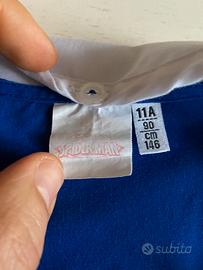 SPIDER-MAN
11A
90
cm
146
subito